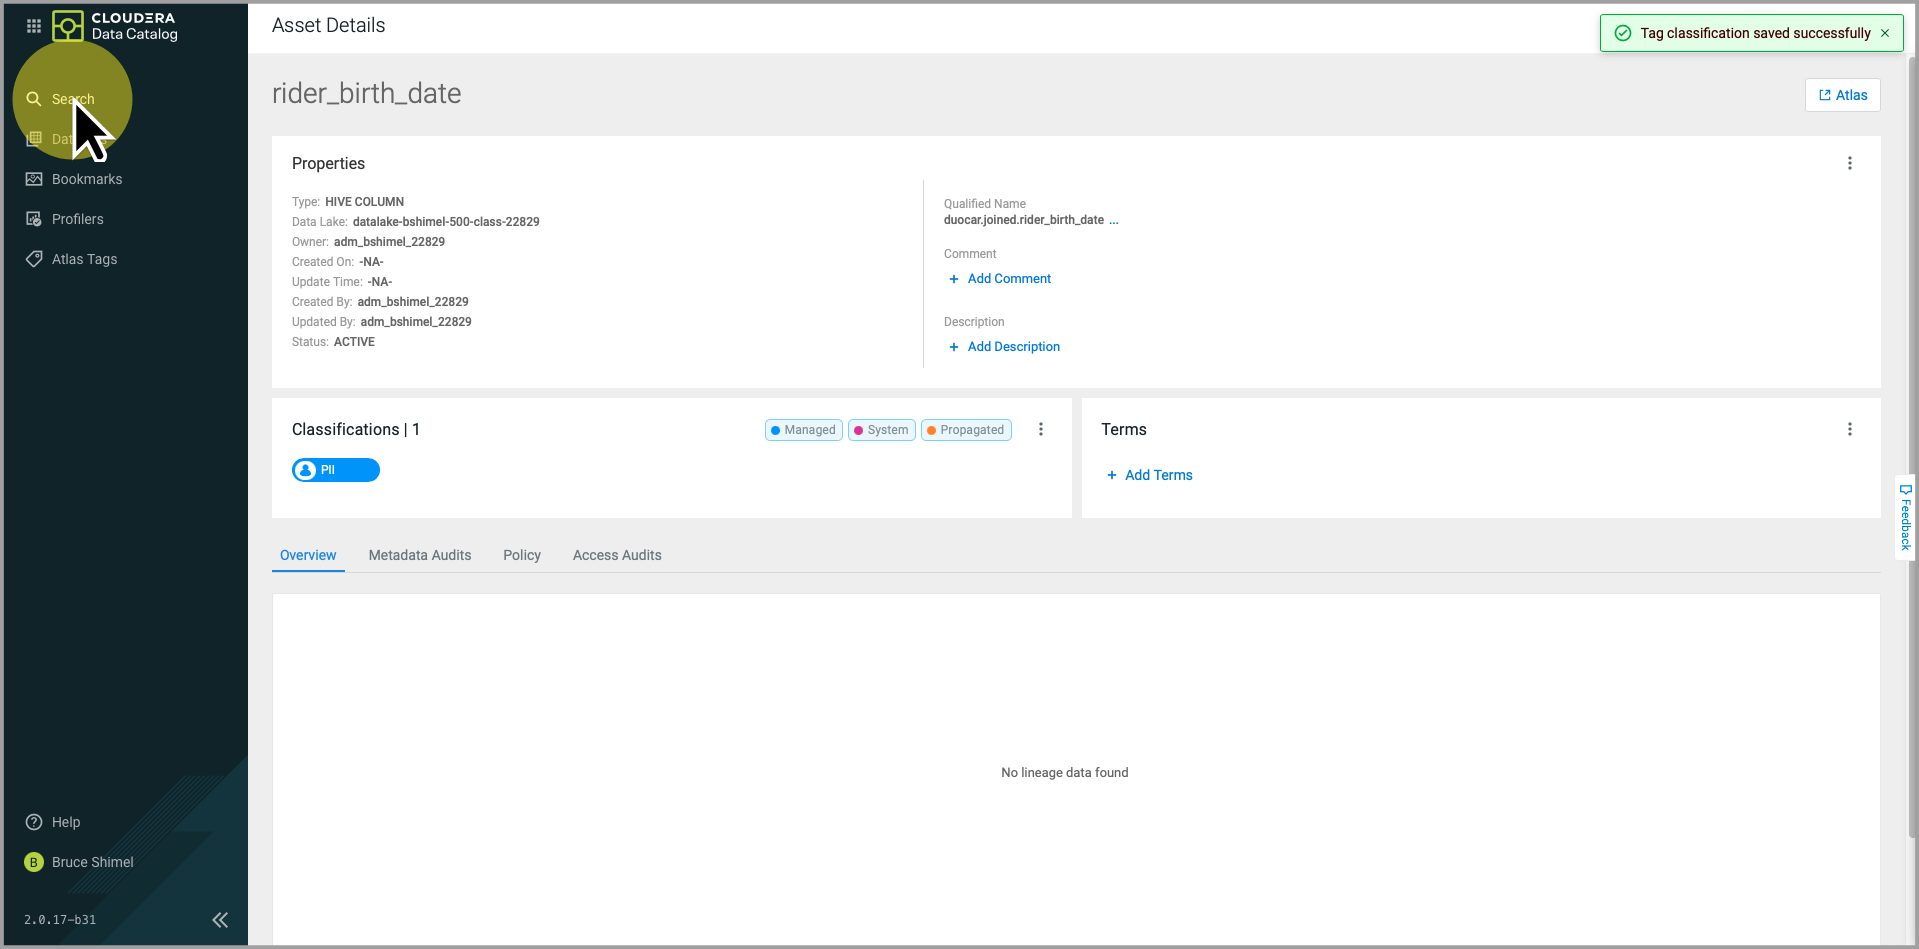 CLOUDERA
Data Catalog
Search
Bookmarks
Profilers
Atlas Tags
Help
B Bruce Shimel
2.0.17-b31
Asset Details
Tag classification saved successfully
rider_birth_date
Atlas
Properties
Type: HIVE COLUMN
Data Lake: datalake-bshimel-500-class-22829
Owner: adm_bshimel_22829
Created On: -NA-
Update Time: -NA-
Created By: adm_bshimel_22829
Updated By: adm_bshimel_22829
Status: ACTIVE
Qualified Name
duocar.joined.rider_birth_date ...
Comment
+ Add Comment
Description
+ Add Description
Classifications | 1
Managed System Propagated
PII
Terms
+ Add Terms
Overview Metadata Audits Policy Access Audits
No lineage data found
Feedback